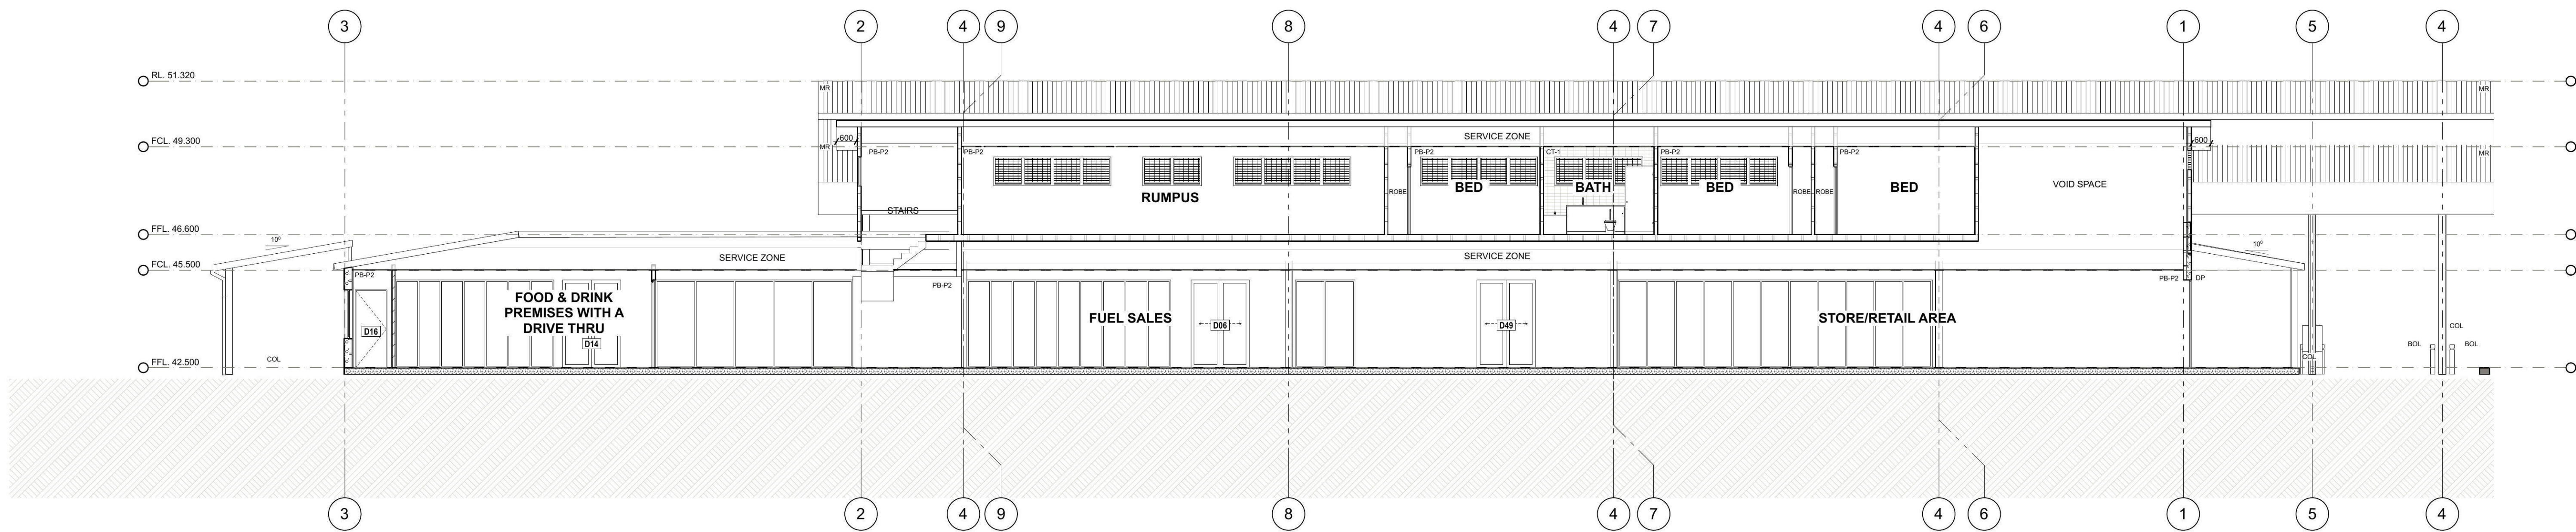 3 2 4 9 8 4 7 4 6 1 5 4
RL. 51.320
MR MR
FCL. 49.300
600 SERVICE ZONE 600
MR PB-P2 PB-P2 PB-P2 CT-1 PB-P2 PB-P2 MR
ROBE BED BATH BED ROBE ROBE BED VOID SPACE
RUMPUS
STAIRS
FFL. 46.600
10⁰ 10⁰
SERVICE ZONE SERVICE ZONE
FCL. 45.500
PB-P2 PB-P2 PB-P2 DP
FOOD & DRINK
PREMISES WITH A
DRIVE THRU
FUEL SALES STORE/RETAIL AREA
D16 D06 D49 COL
D14 BOL BOL
COL COL
FFL. 42.500
3 2 4 9 8 4 7 4 6 1 5 4